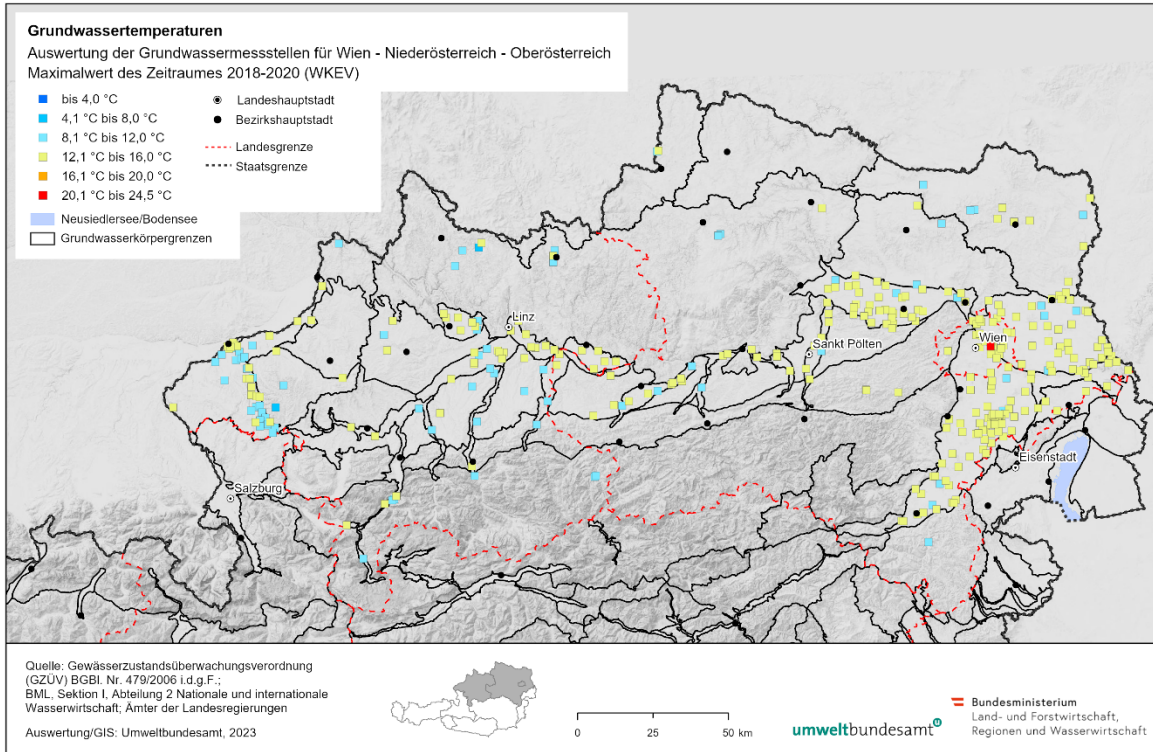 Grundwassertemperaturen
Auswertung der Grundwassermessstellen für Wien - Niederösterreich - Oberösterreich
Maximalwert des Zeitraumes 2018-2020 (WKEV)
bis 4,0 °C
4,1 °C bis 8,0 °C
8,1 °C bis 12,0 °C
12,1 °C bis 16,0 °C
16,1 °C bis 20,0 °C
20,1 °C bis 24,5 °C
Neusiedlersee/Bodensee
Grundwasserkörpergrenzen
Landeshauptstadt
Bezirkshauptstadt
Landesgrenze
Staatsgrenze
Linz
Wien
Sankt Pölten
Eisenstadt
Salzburg
Quelle: Gewässerzustandsüberwachungsverordnung
(GZÜV) BGBl. Nr. 479/2006 i.d.g.F.;
BML, Sektion I, Abteilung 2 Nationale und internationale
Wasserwirtschaft; Ämter der Landesregierungen
Auswertung/GIS: Umweltbundesamt, 2023
0 25 50 km
umweltbundesamt
Bundesministerium
Land- und Forstwirtschaft,
Regionen und Wasserwirtschaft